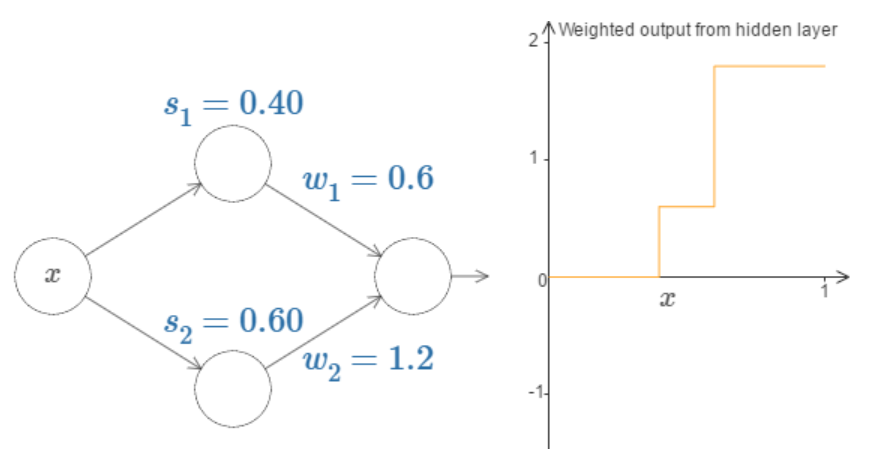 s₁ = 0.40
w₁ = 0.6
x
s₂ = 0.60
w₂ = 1.2
Weighted output from hidden layer
2
1
0
x
1
-1